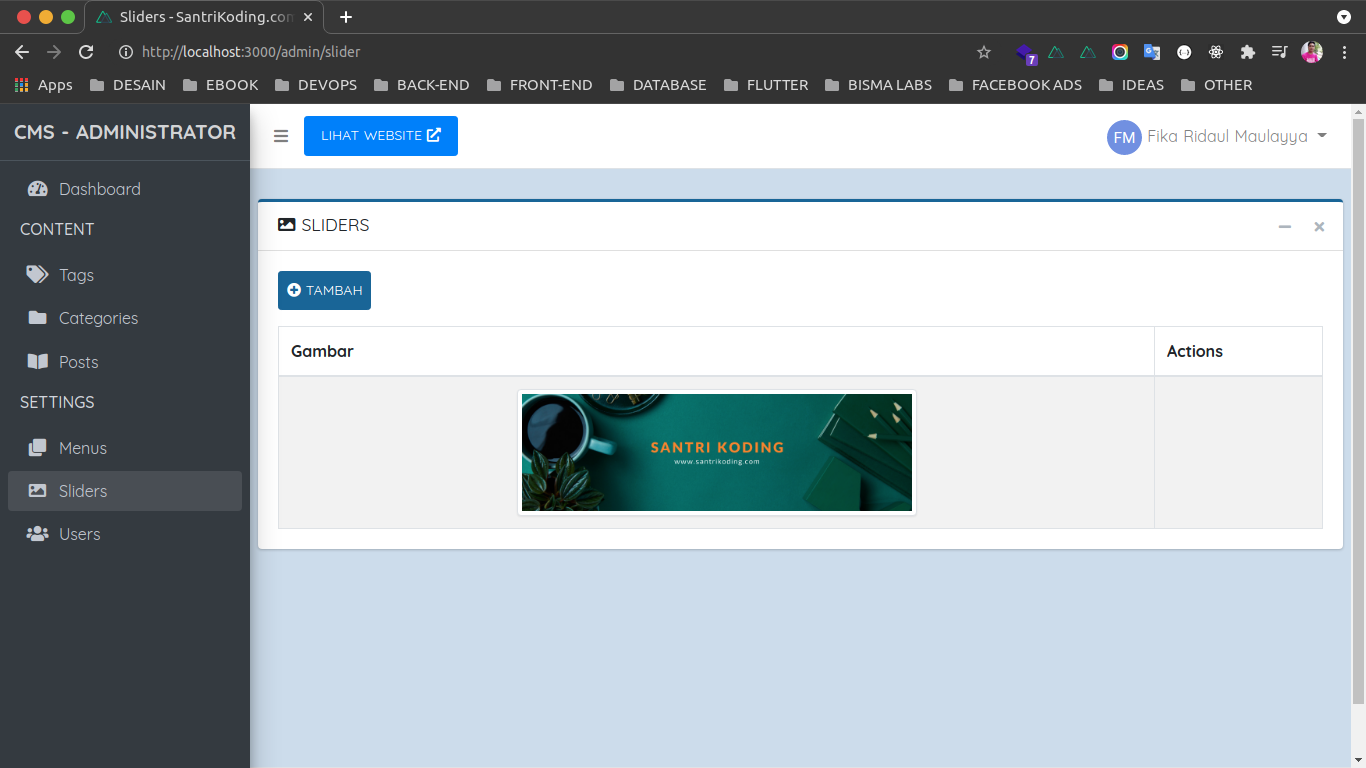 Sliders - SantriKoding.com
http://localhost:3000/admin/slider
7
Apps DESAIN EBOOK DEVOPS BACK-END FRONT-END DATABASE FLUTTER BISMA LABS FACEBOOK ADS IDEAS OTHER
CMS - ADMINISTRATOR
LIHAT WEBSITE
FM Fika Ridaul Maulayya
Dashboard
CONTENT
Tags
Categories
Posts
SETTINGS
Menus
Sliders
Users
SLIDERS
TAMBAH
Gambar Actions
SANTRI KODING
www.santrikoding.com